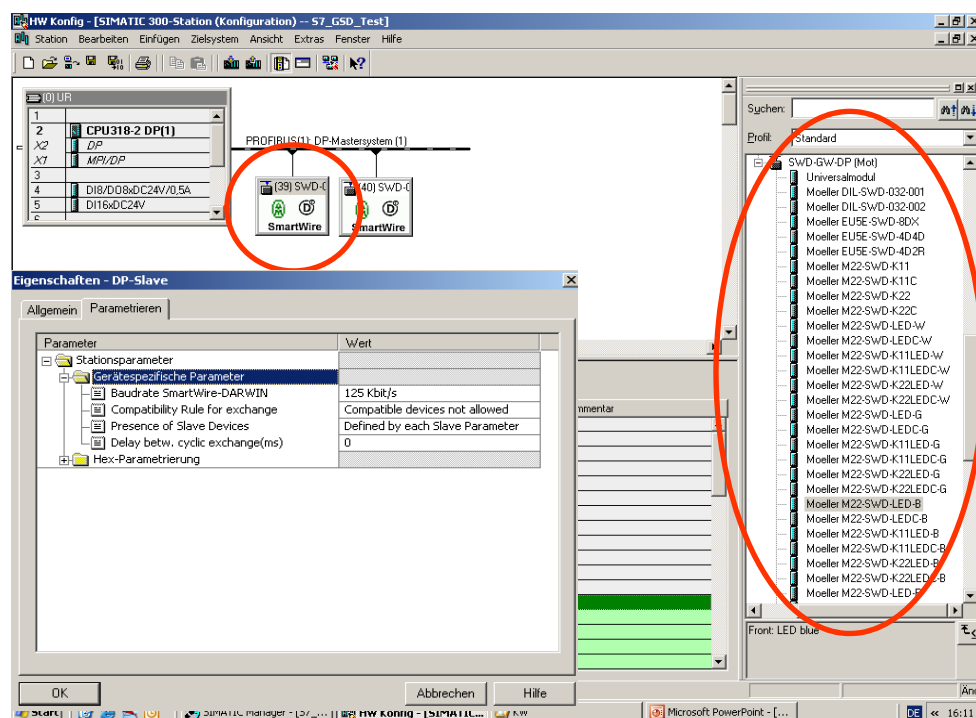 HW Konfig - [SIMATIC 300-Station (Konfiguration) -- S7_GSD_Test]
Station Bearbeiten Einfügen Zielsystem Ansicht Extras Fenster Hilfe
(0) UR
1
2 CPU318-2 DP(1)
X2 DP
X1 MPI/DP
3
4 DI8/DO8xDC24V/0,5A
5 DI16xDC24V
PROFIBUS(1): DP-Mastersystem (1)
(39) SWD-G
SmartWire
(40) SWD-G
SmartWire
Suchen:
Profil: Standard
SWD-GW-DP (Mot)
Universalmodul
Moeller DIL-SWD-032-001
Moeller DIL-SWD-032-002
Moeller EU5E-SWD-8DX
Moeller EU5E-SWD-4D4D
Moeller EU5E-SWD-4D2R
Moeller M22-SWD-K11
Moeller M22-SWD-K11C
Moeller M22-SWD-K22
Moeller M22-SWD-K22C
Moeller M22-SWD-LED-W
Moeller M22-SWD-LEDC-W
Moeller M22-SWD-K11LED-W
Moeller M22-SWD-K11LEDC-W
Moeller M22-SWD-K22LED-W
Moeller M22-SWD-K22LEDC-W
Moeller M22-SWD-LED-G
Moeller M22-SWD-LEDC-G
Moeller M22-SWD-K11LED-G
Moeller M22-SWD-K11LEDC-G
Moeller M22-SWD-K22LED-G
Moeller M22-SWD-K22LEDC-G
Moeller M22-SWD-LED-B
Moeller M22-SWD-LEDC-B
Moeller M22-SWD-K11LED-B
Moeller M22-SWD-K11LEDC-B
Moeller M22-SWD-K22LED-B
Moeller M22-SWD-K22LEDC-B
Moeller M22-SWD-LED-R
Front: LED blue
Eigenschaften - DP-Slave
Allgemein Parametrieren
Parameter Wert
Stationsparameter
Gerätespezifische Parameter
Baudrate SmartWire-DARWIN 125 Kbit/s
Compatibility Rule for exchange Compatible devices not allowed
Presence of Slave Devices Defined by each Slave Parameter
Delay betw. cyclic exchange(ms) 0
Hex-Parametrierung
mmentar
OK Abbrechen Hilfe
Änd
Start SIMATIC Manager - [S7_... HW Konfig - [SIMATIC... KW Microsoft PowerPoint - [... DE « 16:11